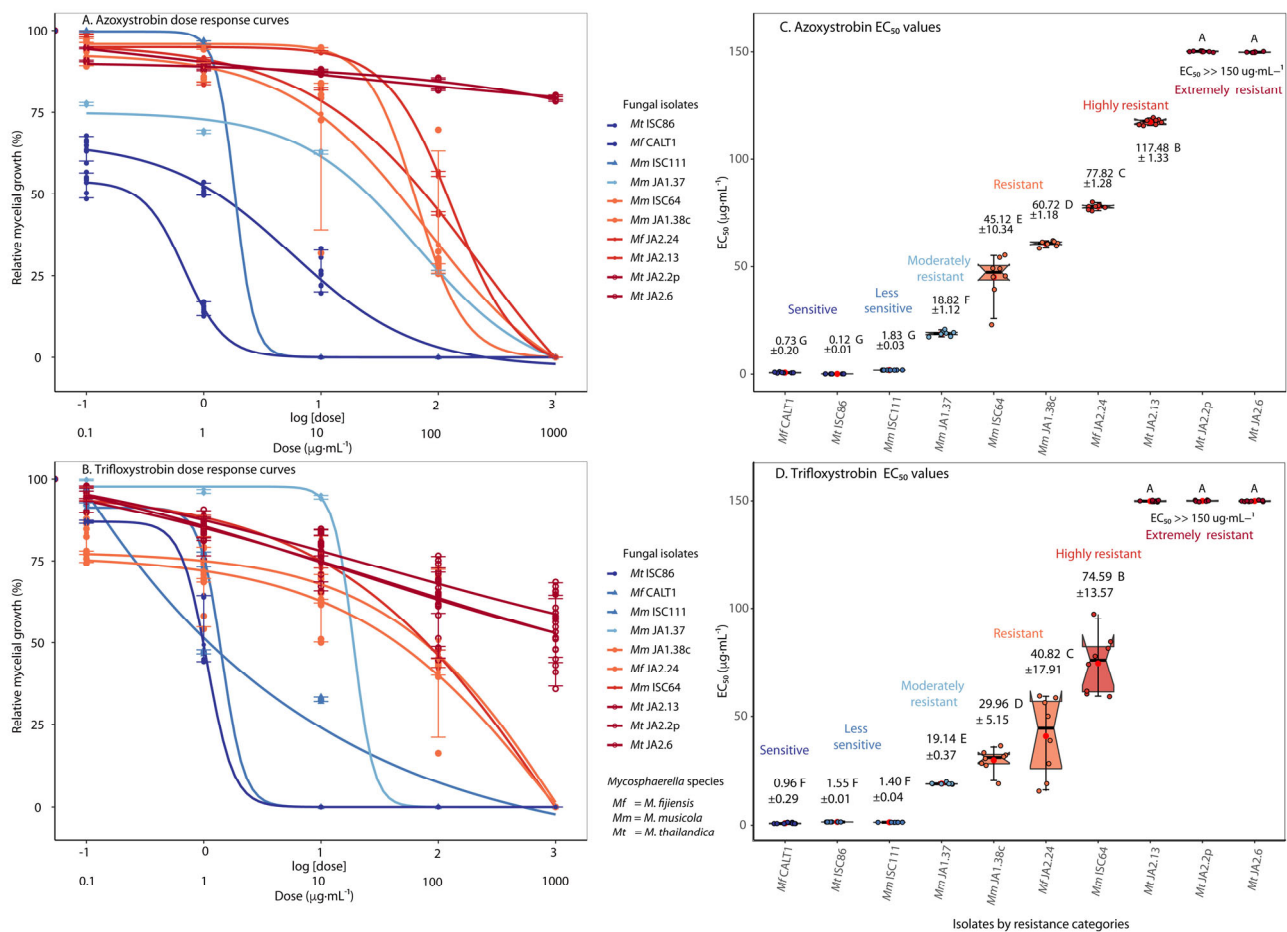 A. Azoxystrobin dose response curves
Relative mycelial growth (%)
100
75
50
25
0
-1
0
1
2
3
log [dose]
0.1
1
10
100
1000
Dose (µg·mL⁻¹)
Fungal isolates
Mt ISC86
Mf CALT1
Mm ISC111
Mm JA1.37
Mm ISC64
Mm JA1.38c
Mf JA2.24
Mt JA2.13
Mt JA2.2p
Mt JA2.6
C. Azoxystrobin EC₅₀ values
EC₅₀ (µg·mL⁻¹)
150
100
50
0
Sensitive
Less
sensitive
Moderately
resistant
Resistant
Highly resistant
Extremely resistant
EC₅₀ >> 150 ug·mL–¹
0.73 G
±0.20
0.12 G
±0.01
1.83 G
±0.03
18.82 F
±1.12
45.12 E
±10.34
60.72 D
±1.18
77.82 C
±1.28
117.48 B
± 1.33
A
A
Mf CALT1
Mt ISC86
Mm ISC111
Mm JA1.37
Mm ISC64
Mm JA1.38c
Mf JA2.24
Mt JA2.13
Mt JA2.2p
Mt JA2.6
B. Trifloxystrobin dose response curves
Relative mycelial growth (%)
100
75
50
25
0
-1
0
1
2
3
log [dose]
0.1
1
10
100
1000
Dose (µg·mL⁻¹)
Fungal isolates
Mt ISC86
Mf CALT1
Mm ISC111
Mm JA1.37
Mm JA1.38c
Mf JA2.24
Mm ISC64
Mt JA2.13
Mt JA2.2p
Mt JA2.6
Mycosphaerella species
Mf = M. fijiensis
Mm = M. musicola
Mt = M. thailandica
D. Trifloxystrobin EC₅₀ values
EC₅₀ (µg·mL⁻¹)
150
100
50
0
Sensitive
Less
sensitive
Moderately
resistant
Resistant
Highly resistant
Extremely resistant
EC₅₀ >> 150 ug·mL–¹
0.96 F
±0.29
1.55 F
±0.01
1.40 F
±0.04
19.14 E
±0.37
29.96 D
± 5.15
40.82 C
±17.91
74.59 B
±13.57
A
A
A
Mf CALT1
Mt ISC86
Mm ISC111
Mm JA1.37
Mm JA1.38c
Mf JA2.24
Mm ISC64
Mt JA2.13
Mt JA2.2p
Mt JA2.6
Isolates by resistance categories